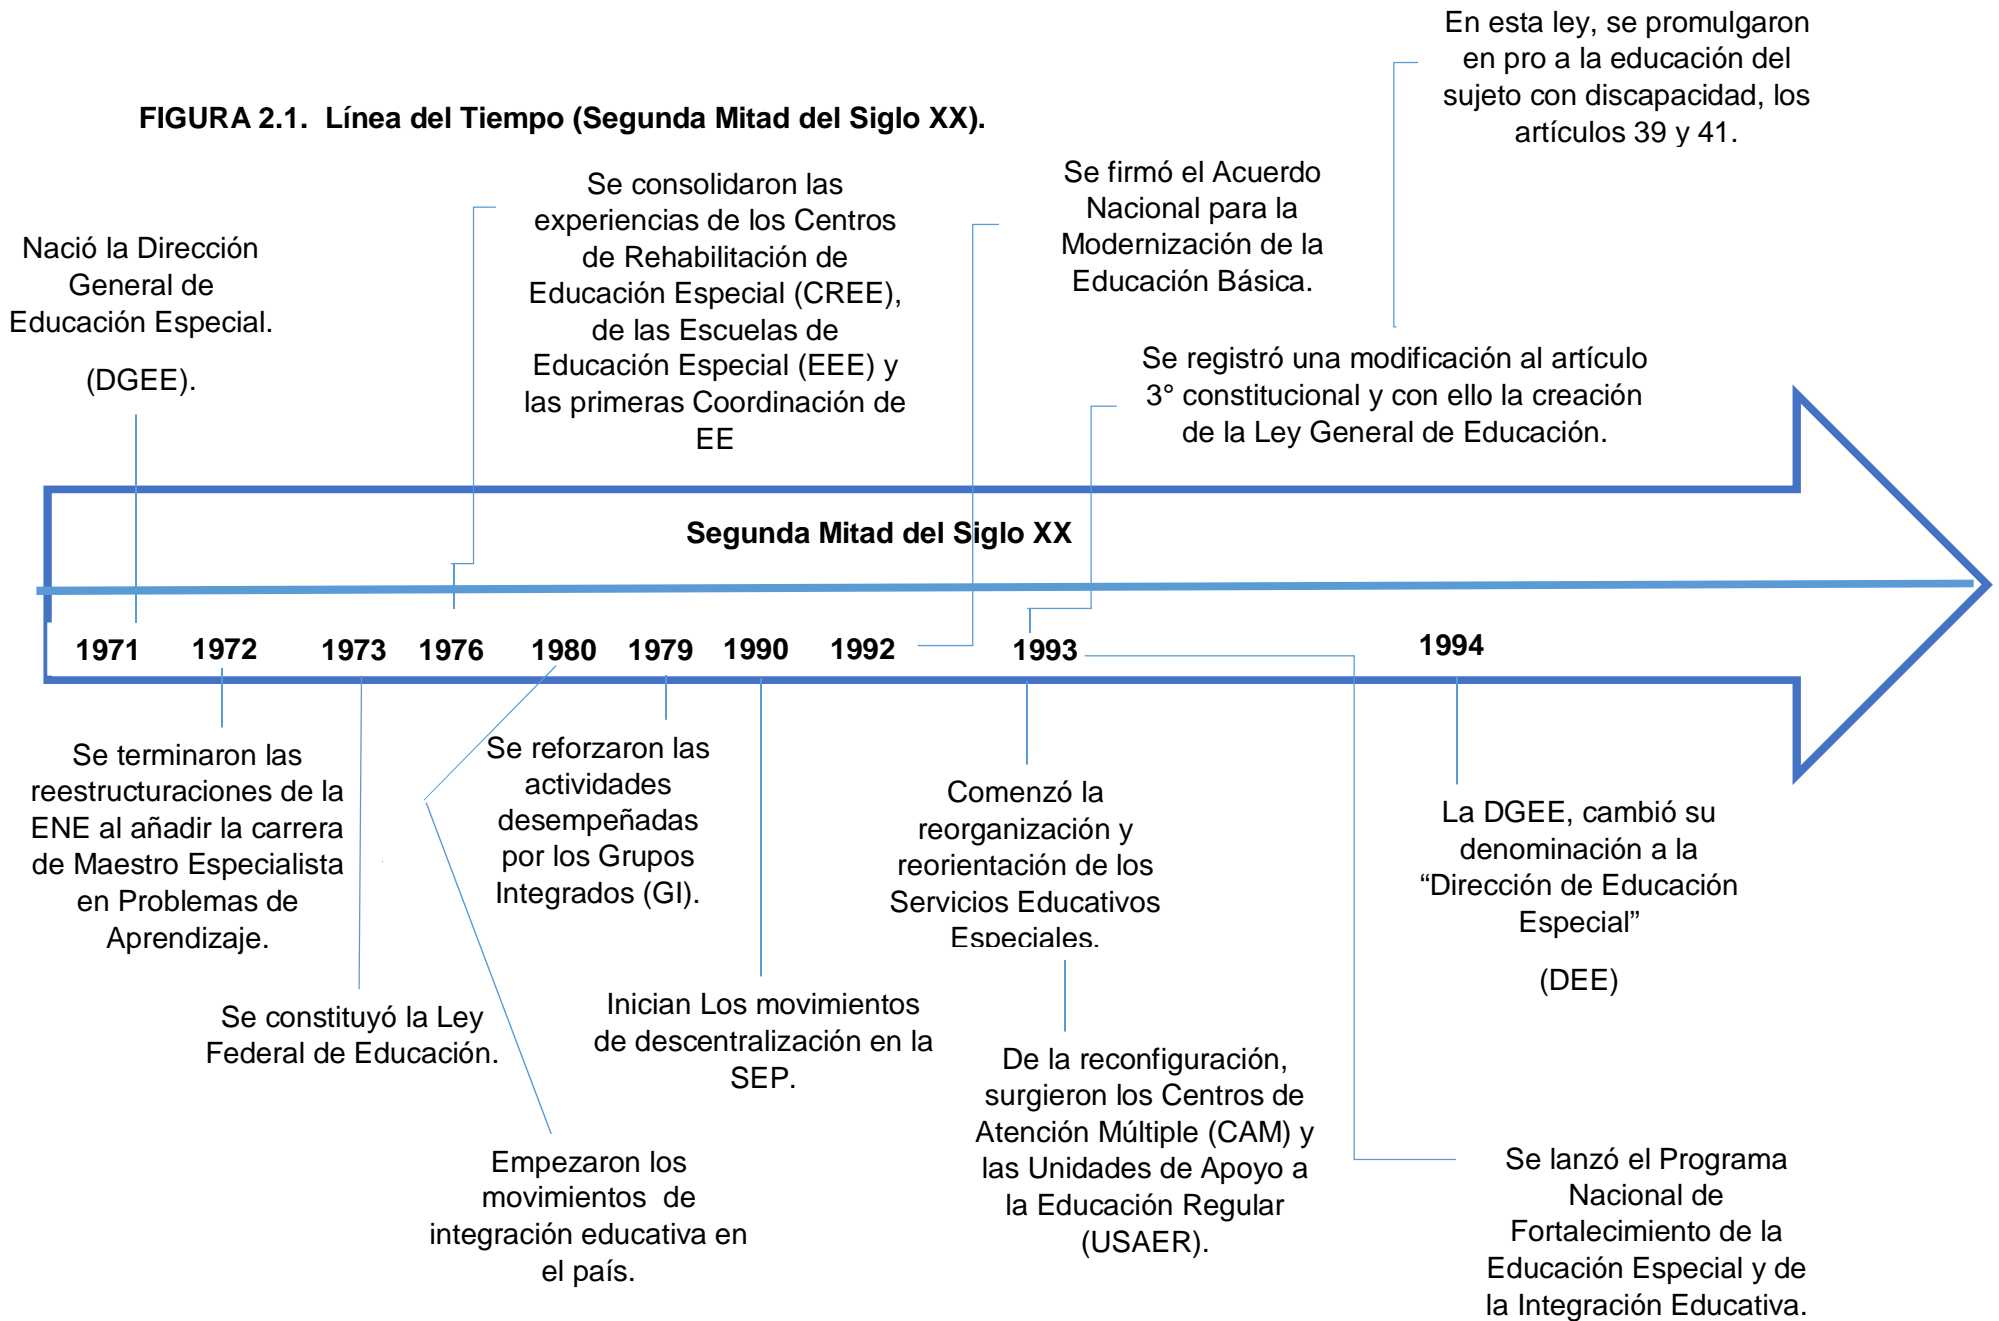 En esta ley, se promulgaron
en pro a la educación del
sujeto con discapacidad, los
artículos 39 y 41.
FIGURA 2.1. Línea del Tiempo (Segunda Mitad del Siglo XX).
Nació la Dirección
General de
Educación Especial.
(DGEE).
Se consolidaron las
experiencias de los Centros
de Rehabilitación de
Educación Especial (CREE),
de las Escuelas de
Educación Especial (EEE) y
las primeras Coordinación de
EE
Se firmó el Acuerdo
Nacional para la
Modernización de la
Educación Básica.
Se registró una modificación al artículo
3° constitucional y con ello la creación
de la Ley General de Educación.
Segunda Mitad del Siglo XX
1971 1972 1973 1976 1980 1979 1990 1992 1993 1994
Se terminaron las
reestructuraciones de la
ENE al añadir la carrera
de Maestro Especialista
en Problemas de
Aprendizaje.
Se constituyó la Ley
Federal de Educación.
Empezaron los
movimientos de
integración educativa en
el país.
Se reforzaron las
actividades
desempeñadas
por los Grupos
Integrados (GI).
Inician Los movimientos
de descentralización en la
SEP.
Comenzó la
reorganización y
reorientación de los
Servicios Educativos
Especiales.
De la reconfiguración,
surgieron los Centros de
Atención Múltiple (CAM) y
las Unidades de Apoyo a
la Educación Regular
(USAER).
La DGEE, cambió su
denominación a la
“Dirección de Educación
Especial”
(DEE)
Se lanzó el Programa
Nacional de
Fortalecimiento de la
Educación Especial y de
la Integración Educativa.